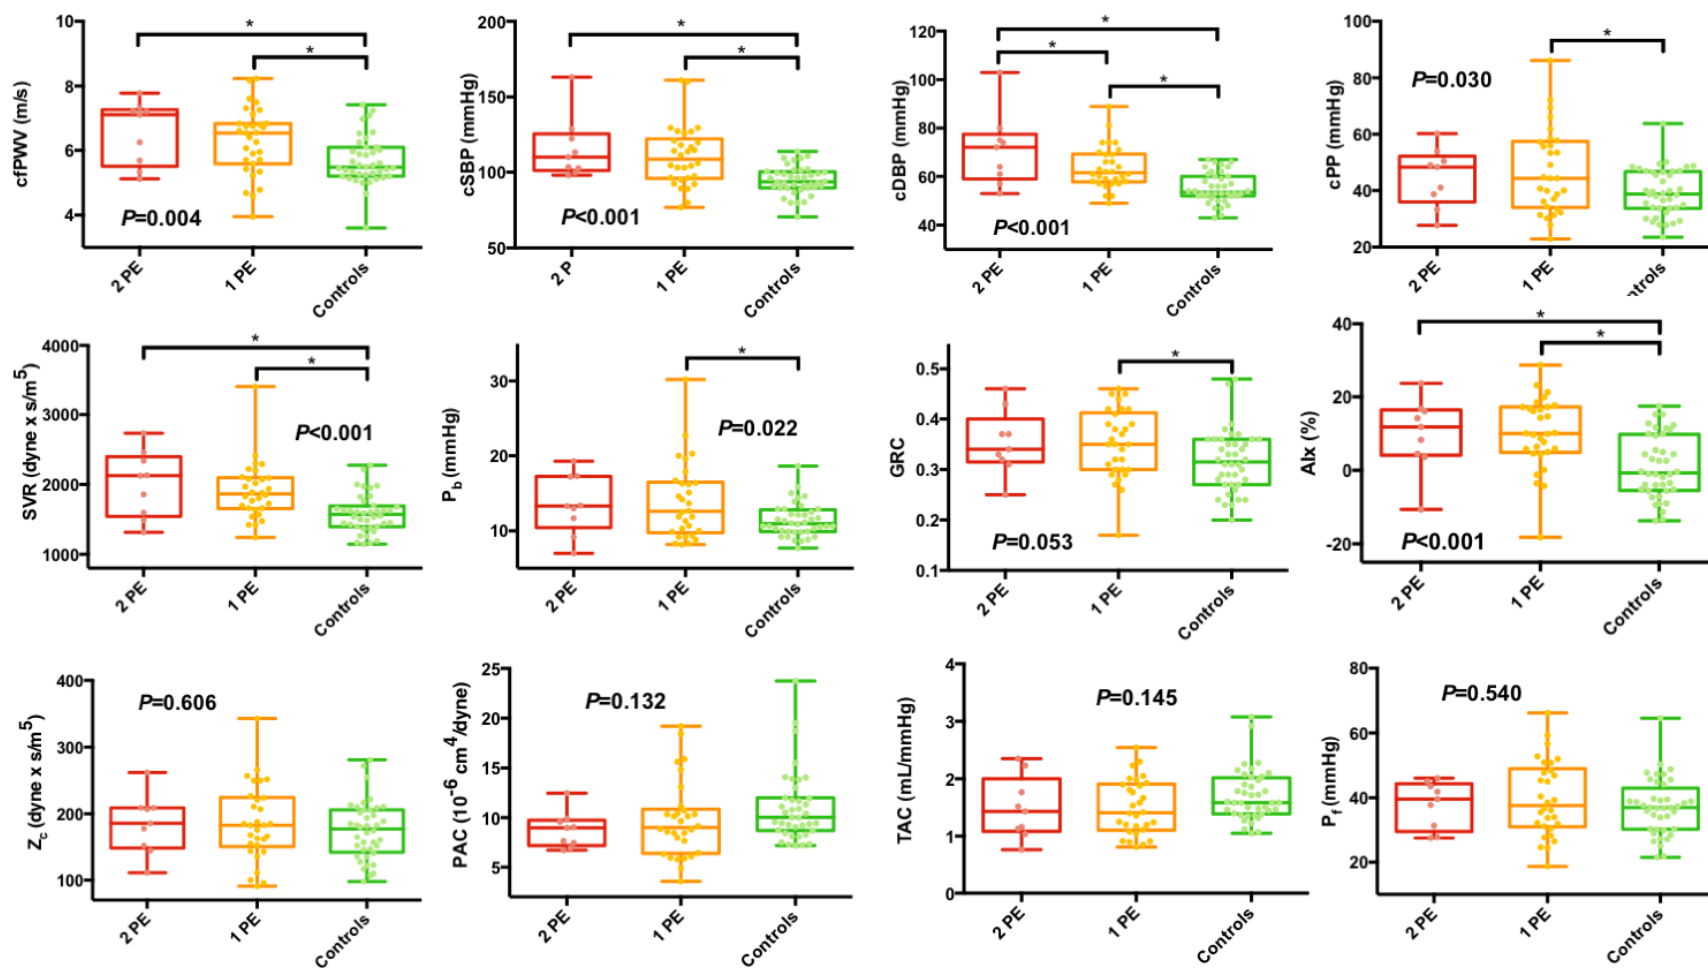 10
8
6
4
cfPWV (m/s)
*
*
P=0.004
2 PE
1 PE
Controls
200
150
100
50
cSBP (mmHg)
*
*
P<0.001
2 P
1 PE
Controls
120
100
80
60
40
cDBP (mmHg)
*
*
*
P<0.001
2 PE
1 PE
Controls
100
80
60
40
20
cPP (mmHg)
*
P=0.030
2 PE
1 PE
ntrols
4000
3000
2000
1000
SVR (dyne x s/m5)
*
*
P<0.001
2 PE
1 PE
Controls
30
20
10
Pb (mmHg)
*
P=0.022
2 PE
1 PE
Controls
0.5
0.4
0.3
0.2
0.1
GRC
*
P=0.053
2 PE
1 PE
Controls
40
20
0
-20
AIx (%)
*
*
P<0.001
2 PE
1 PE
Controls
400
300
200
100
Zc (dyne x s/m5)
P=0.606
2 PE
1 PE
Controls
25
20
15
10
5
PAC (10-6 cm4/dyne)
P=0.132
2 PE
1 PE
Controls
4
3
2
1
0
TAC (mL/mmHg)
P=0.145
2 PE
1 PE
Controls
80
60
40
20
Pf (mmHg)
P=0.540
2 PE
1 PE
Controls